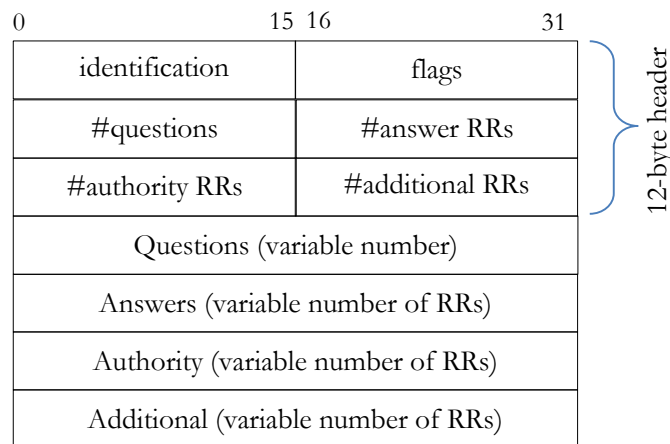 0 15 16 31
identification flags
#questions #answer RRs
#authority RRs #additional RRs
12-byte header
Questions (variable number)
Answers (variable number of RRs)
Authority (variable number of RRs)
Additional (variable number of RRs)